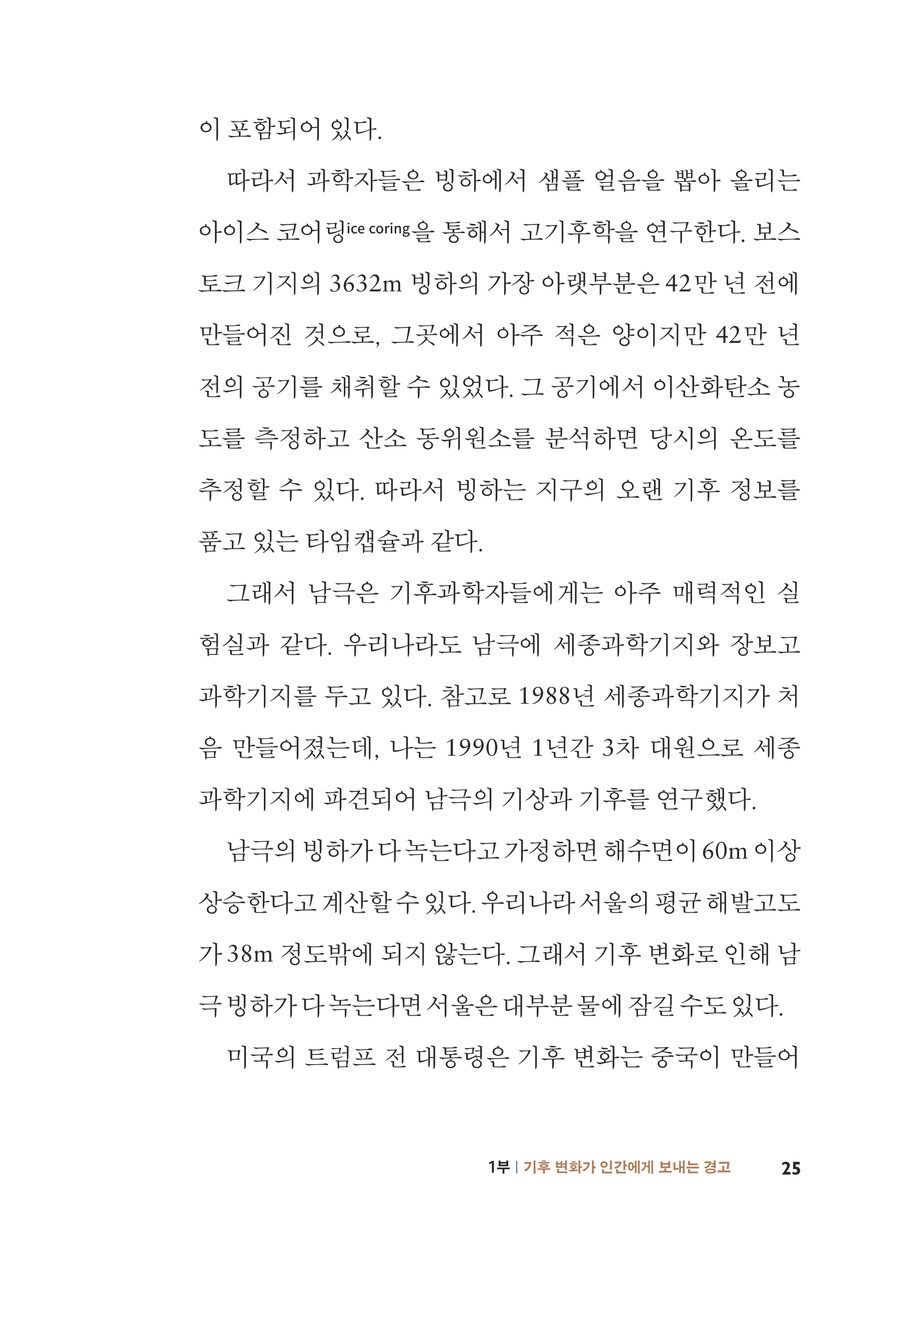 이 포함되어 있다.
따라서 과학자들은 빙하에서 샘플 얼음을 뽑아 올리는
아이스 코어링ice coring을 통해서 고기후학을 연구한다. 보스
토크 기지의 3632m 빙하의 가장 아랫부분은 42만 년 전에
만들어진 것으로, 그곳에서 아주 적은 양이지만 42만 년
전의 공기를 채취할 수 있었다. 그 공기에서 이산화탄소 농
도를 측정하고 산소 동위원소를 분석하면 당시의 온도를
추정할 수 있다. 따라서 빙하는 지구의 오랜 기후 정보를
품고 있는 타임캡슐과 같다.
그래서 남극은 기후과학자들에게는 아주 매력적인 실
험실과 같다. 우리나라도 남극에 세종과학기지와 장보고
과학기지를 두고 있다. 참고로 1988년 세종과학기지가 처
음 만들어졌는데, 나는 1990년 1년간 3차 대원으로 세종
과학기지에 파견되어 남극의 기상과 기후를 연구했다.
남극의 빙하가 다 녹는다고 가정하면 해수면이 60m 이상
상승한다고 계산할 수 있다. 우리나라 서울의 평균 해발고도
가 38m 정도밖에 되지 않는다. 그래서 기후 변화로 인해 남
극 빙하가 다 녹는다면 서울은 대부분 물에 잠길 수도 있다.
미국의 트럼프 전 대통령은 기후 변화는 중국이 만들어
1부 | 기후 변화가 인간에게 보내는 경고 25